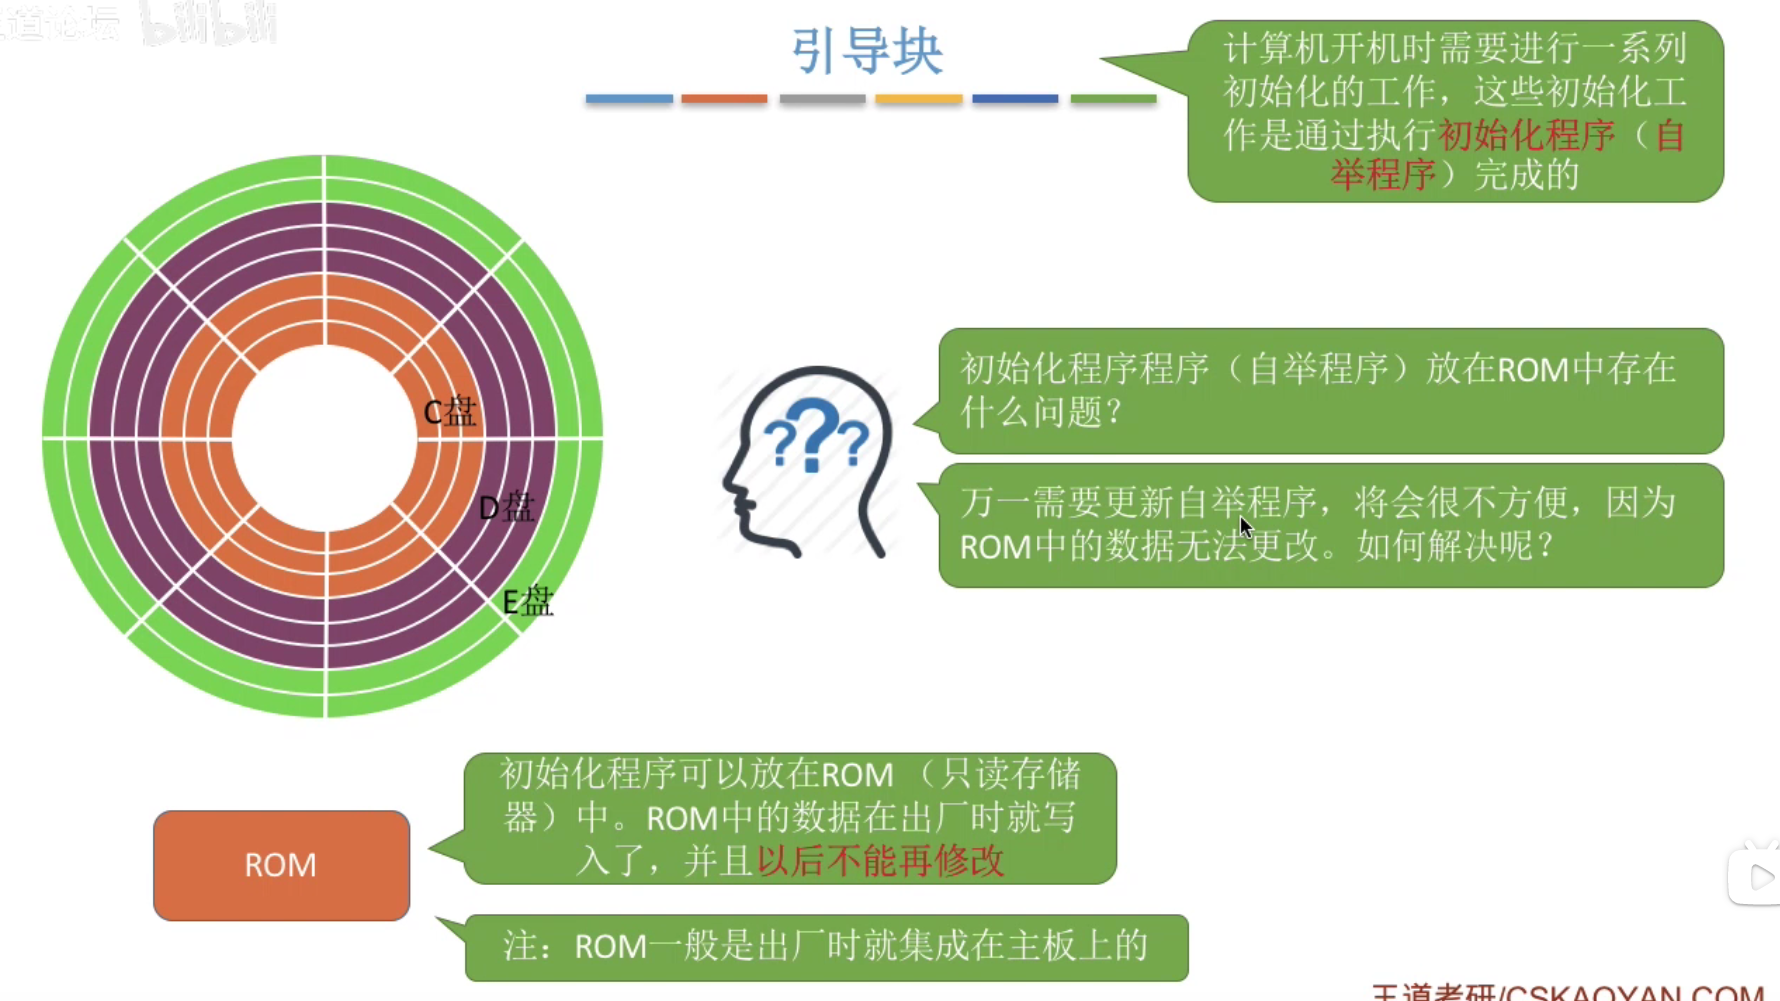 道论坛 bilibili
引导块
计算机开机时需要进行一系列
初始化的工作，这些初始化工
作是通过执行初始化程序（自
举程序）完成的
C盘
D盘
E盘
? ? ?
初始化程序程序（自举程序）放在ROM中存在
什么问题？
万一需要更新自举程序，将会很不方便，因为
ROM中的数据无法更改。如何解决呢？
初始化程序可以放在ROM （只读存储
器）中。ROM中的数据在出厂时就写
入了，并且以后不能再修改
ROM
注：ROM一般是出厂时就集成在主板上的
王道考研/CSKAOYAN.COM